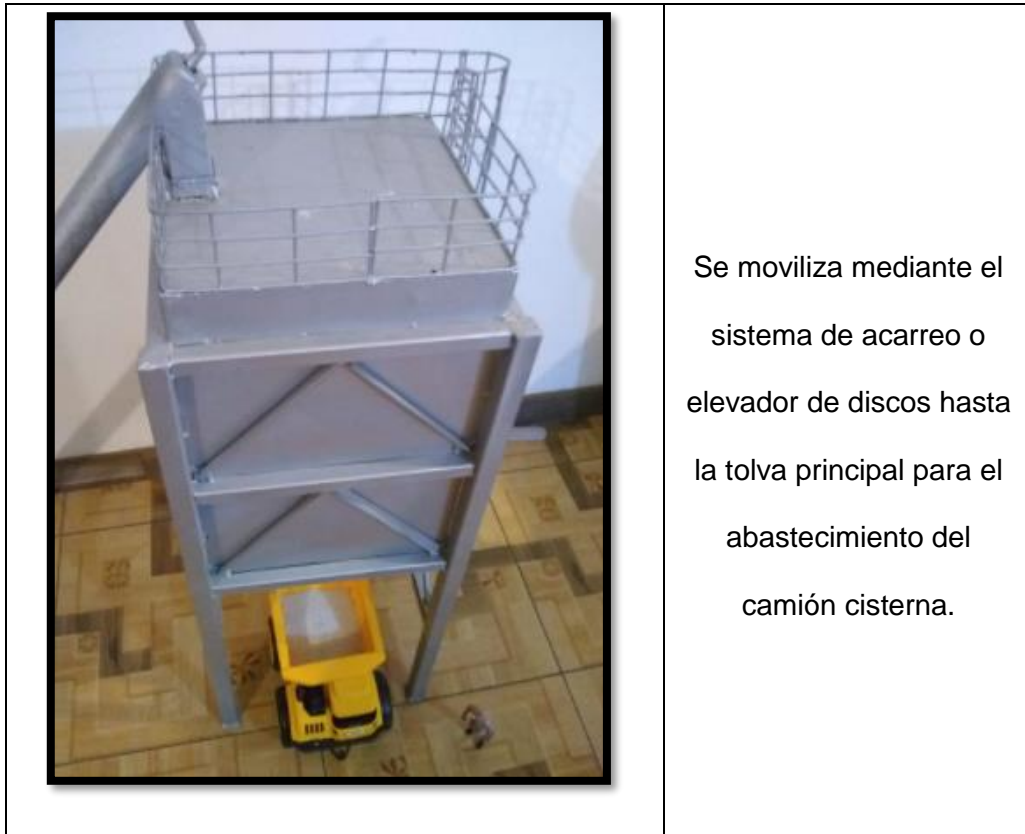 Se moviliza mediante el
sistema de acarreo o
elevador de discos hasta
la tolva principal para el
abastecimiento del
camión cisterna.